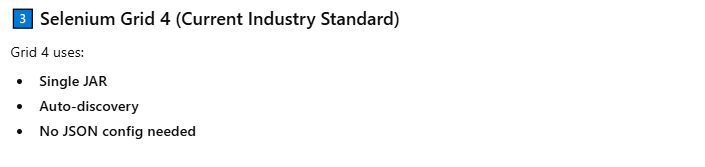 3 Selenium Grid 4 (Current Industry Standard)
Grid 4 uses:
• Single JAR
• Auto-discovery
• No JSON config needed